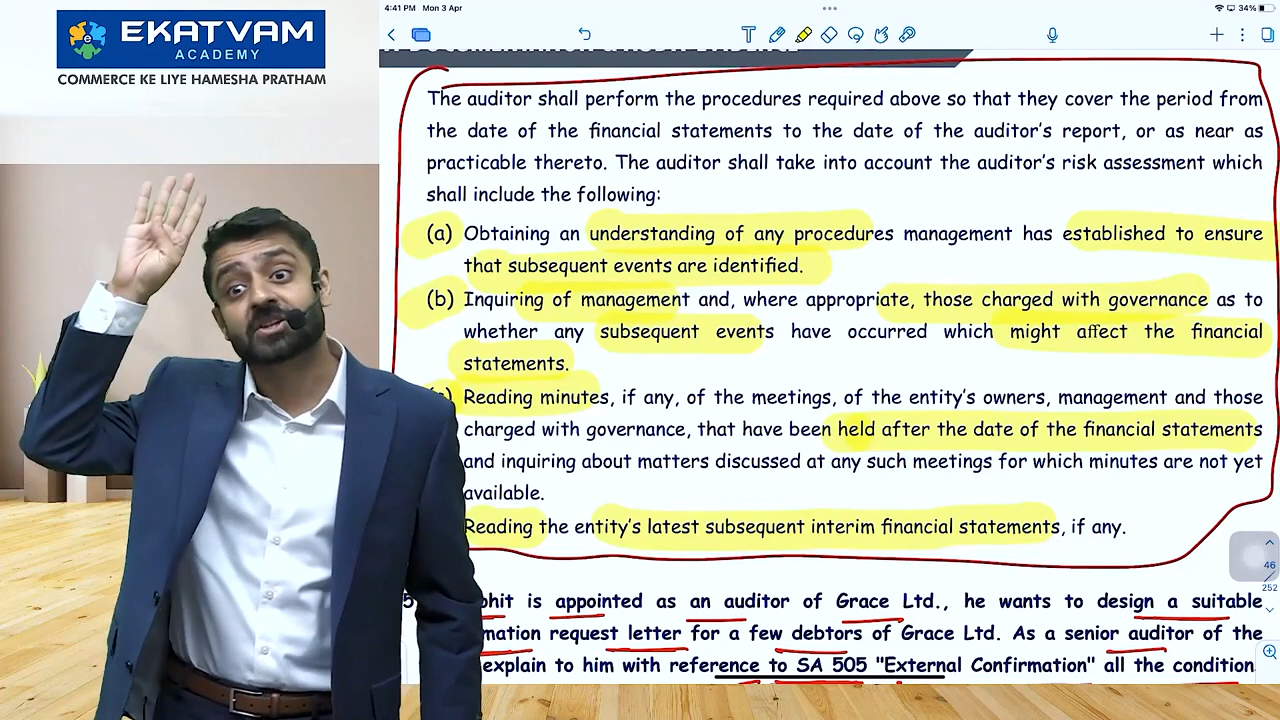 EKATVAM
ACADEMY
COMMERCE KE LIYE HAMESHA PRATHAM
4:41 PM Mon 3 Apr
34%
The auditor shall perform the procedures required above so that they cover the period from
the date of the financial statements to the date of the auditor's report, or as near as
practicable thereto. The auditor shall take into account the auditor's risk assessment which
shall include the following:
(a) Obtaining an understanding of any procedures management has established to ensure
that subsequent events are identified.
(b) Inquiring of management and, where appropriate, those charged with governance as to
whether any subsequent events have occurred which might affect the financial
statements.
Reading minutes, if any, of the meetings, of the entity's owners, management and those
charged with governance, that have been held after the date of the financial statements
and inquiring about matters discussed at any such meetings for which minutes are not yet
available.
Reading the entity's latest subsequent interim financial statements, if any.
46
252
is appointed as an auditor of Grace Ltd., he wants to design a suitable
request letter for a few debtors of Grace Ltd. As a senior auditor of the
explain to him with reference to SA 505 "External Confirmation" all the condition